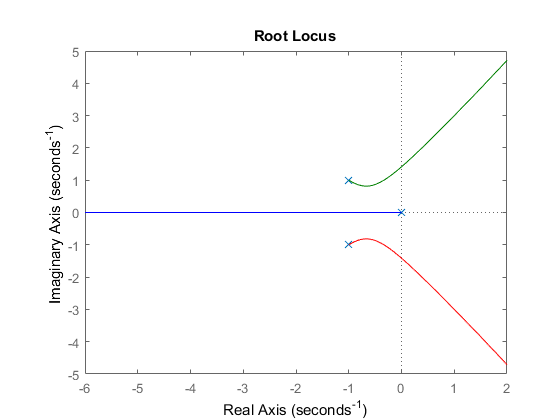 Root Locus
5
4
3
2
1
0
-1
-2
-3
-4
-5
Imaginary Axis (seconds⁻¹)
-6 -5 -4 -3 -2 -1 0 1 2
Real Axis (seconds⁻¹)